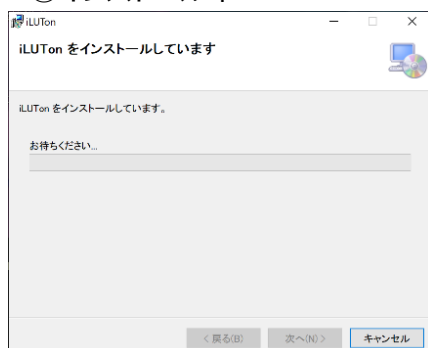 iLUTon
iLUTon をインストールしています
iLUTon をインストールしています。
お待ちください...
< 戻る(B)
次へ(N) >
キャンセル